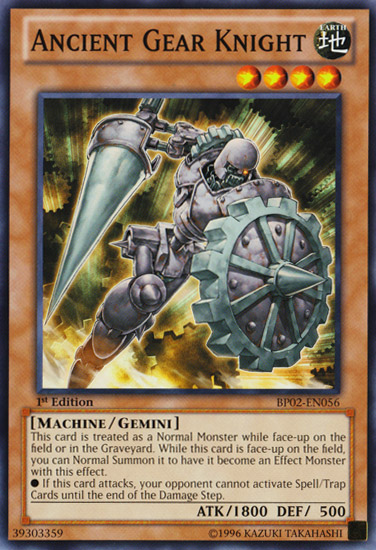 ANCIENT GEAR KNIGHT
EARTH
地
1st Edition
BP02-EN056
[MACHINE/GEMINI]
This card is treated as a Normal Monster while face-up on the
field or in the Graveyard. While this card is face-up on the field,
you can Normal Summon it to have it become an Effect Monster
with this effect.
● If this card attacks, your opponent cannot activate Spell/Trap
Cards until the end of the Damage Step.
ATK/1800 DEF/ 500
39303359
©1996 KAZUKI TAKAHASHI